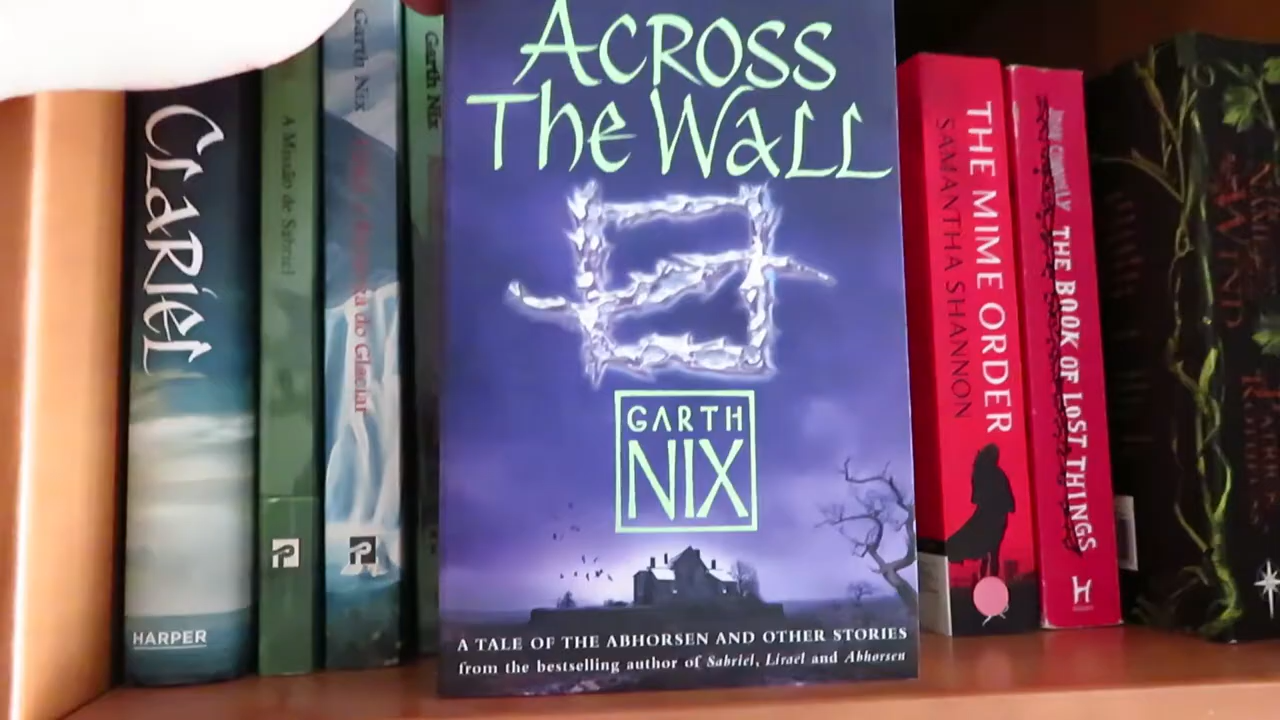 CLARIEL
HARPER
A Missão de Sabriel
Garth Nix
do Glaciar
Garth Nix
ACROSS
THE WALL
GARTH
NIX
A TALE OF THE ABHORSEN AND OTHER STORIES
from the bestselling author of Sabriel, Lirael and Abhorsen
THE MIME ORDER
SAMANTHA SHANNON
THE BOOK OF LOST THINGS
H
WIND